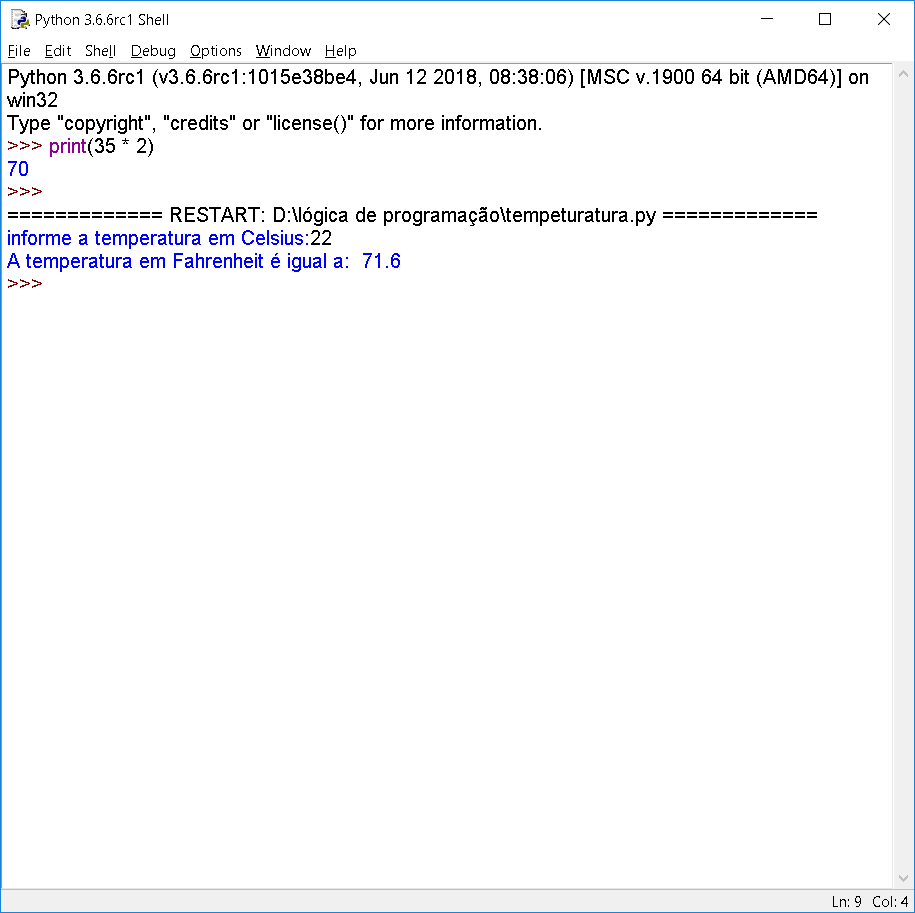 Python 3.6.6rc1 Shell
File Edit Shell Debug Options Window Help
Python 3.6.6rc1 (v3.6.6rc1:1015e38be4, Jun 12 2018, 08:38:06) [MSC v.1900 64 bit (AMD64)] on
win32
Type "copyright", "credits" or "license()" for more information.
>>> print(35 * 2)
70
>>>
============= RESTART: D:\lógica de programação\tempeturatura.py =============
informe a temperatura em Celsius:22
A temperatura em Fahrenheit é igual a:  71.6
>>>
Ln: 9 Col: 4